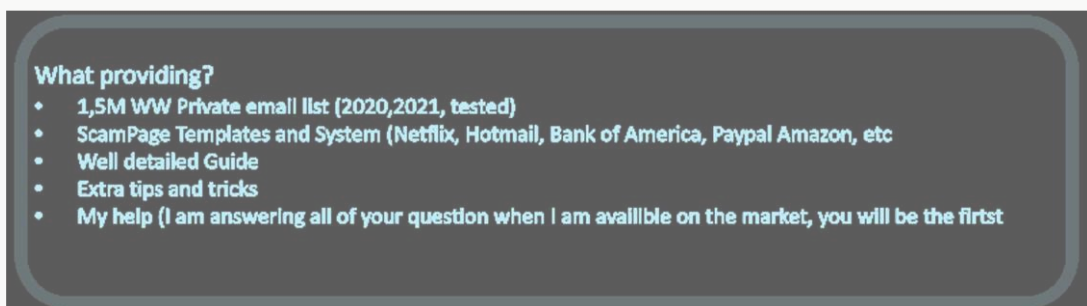 What providing?
• 1,5M WW Private email list (2020,2021, tested)
• ScamPage Templates and System (Netflix, Hotmail, Bank of America, Paypal Amazon, etc
• Well detailed Guide
• Extra tips and tricks
• My help (I am answering all of your question when I am availible on the market, you will be the firtst